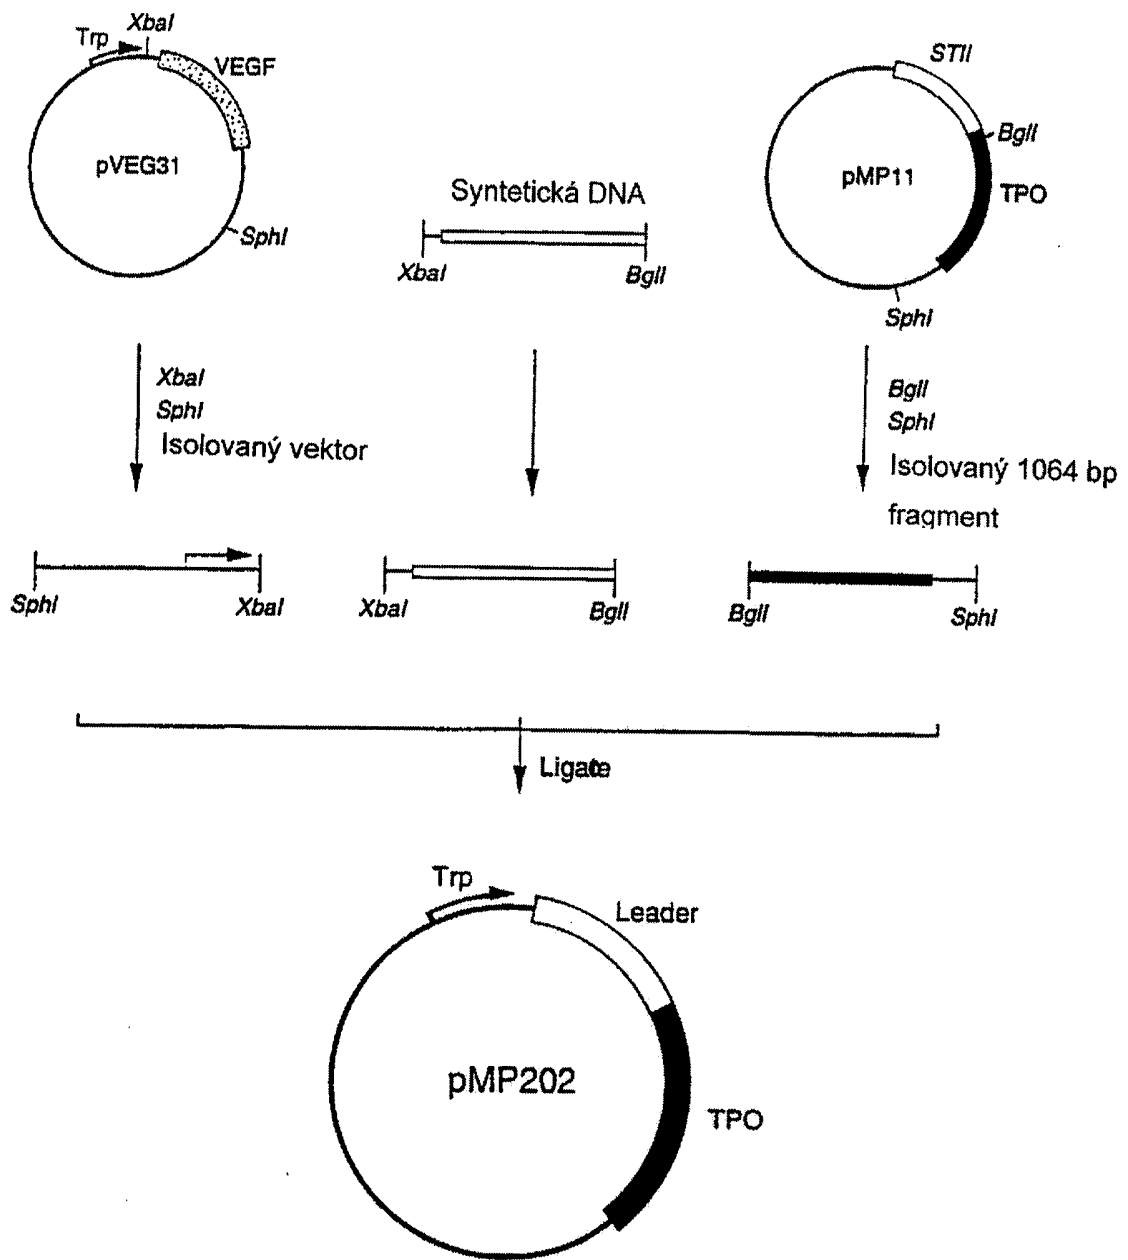 Trp
XbaI
VEGF
pVEG31
SphI
Syntetická DNA
XbaI
BglI
STII
BglI
pMP11
TPO
SphI
XbaI
SphI
Isolovaný vektor
BglI
SphI
Isolovaný 1064 bp
fragment
SphI
XbaI
XbaI
BglI
BglI
SphI
Trp
Leader
pMP202
TPO